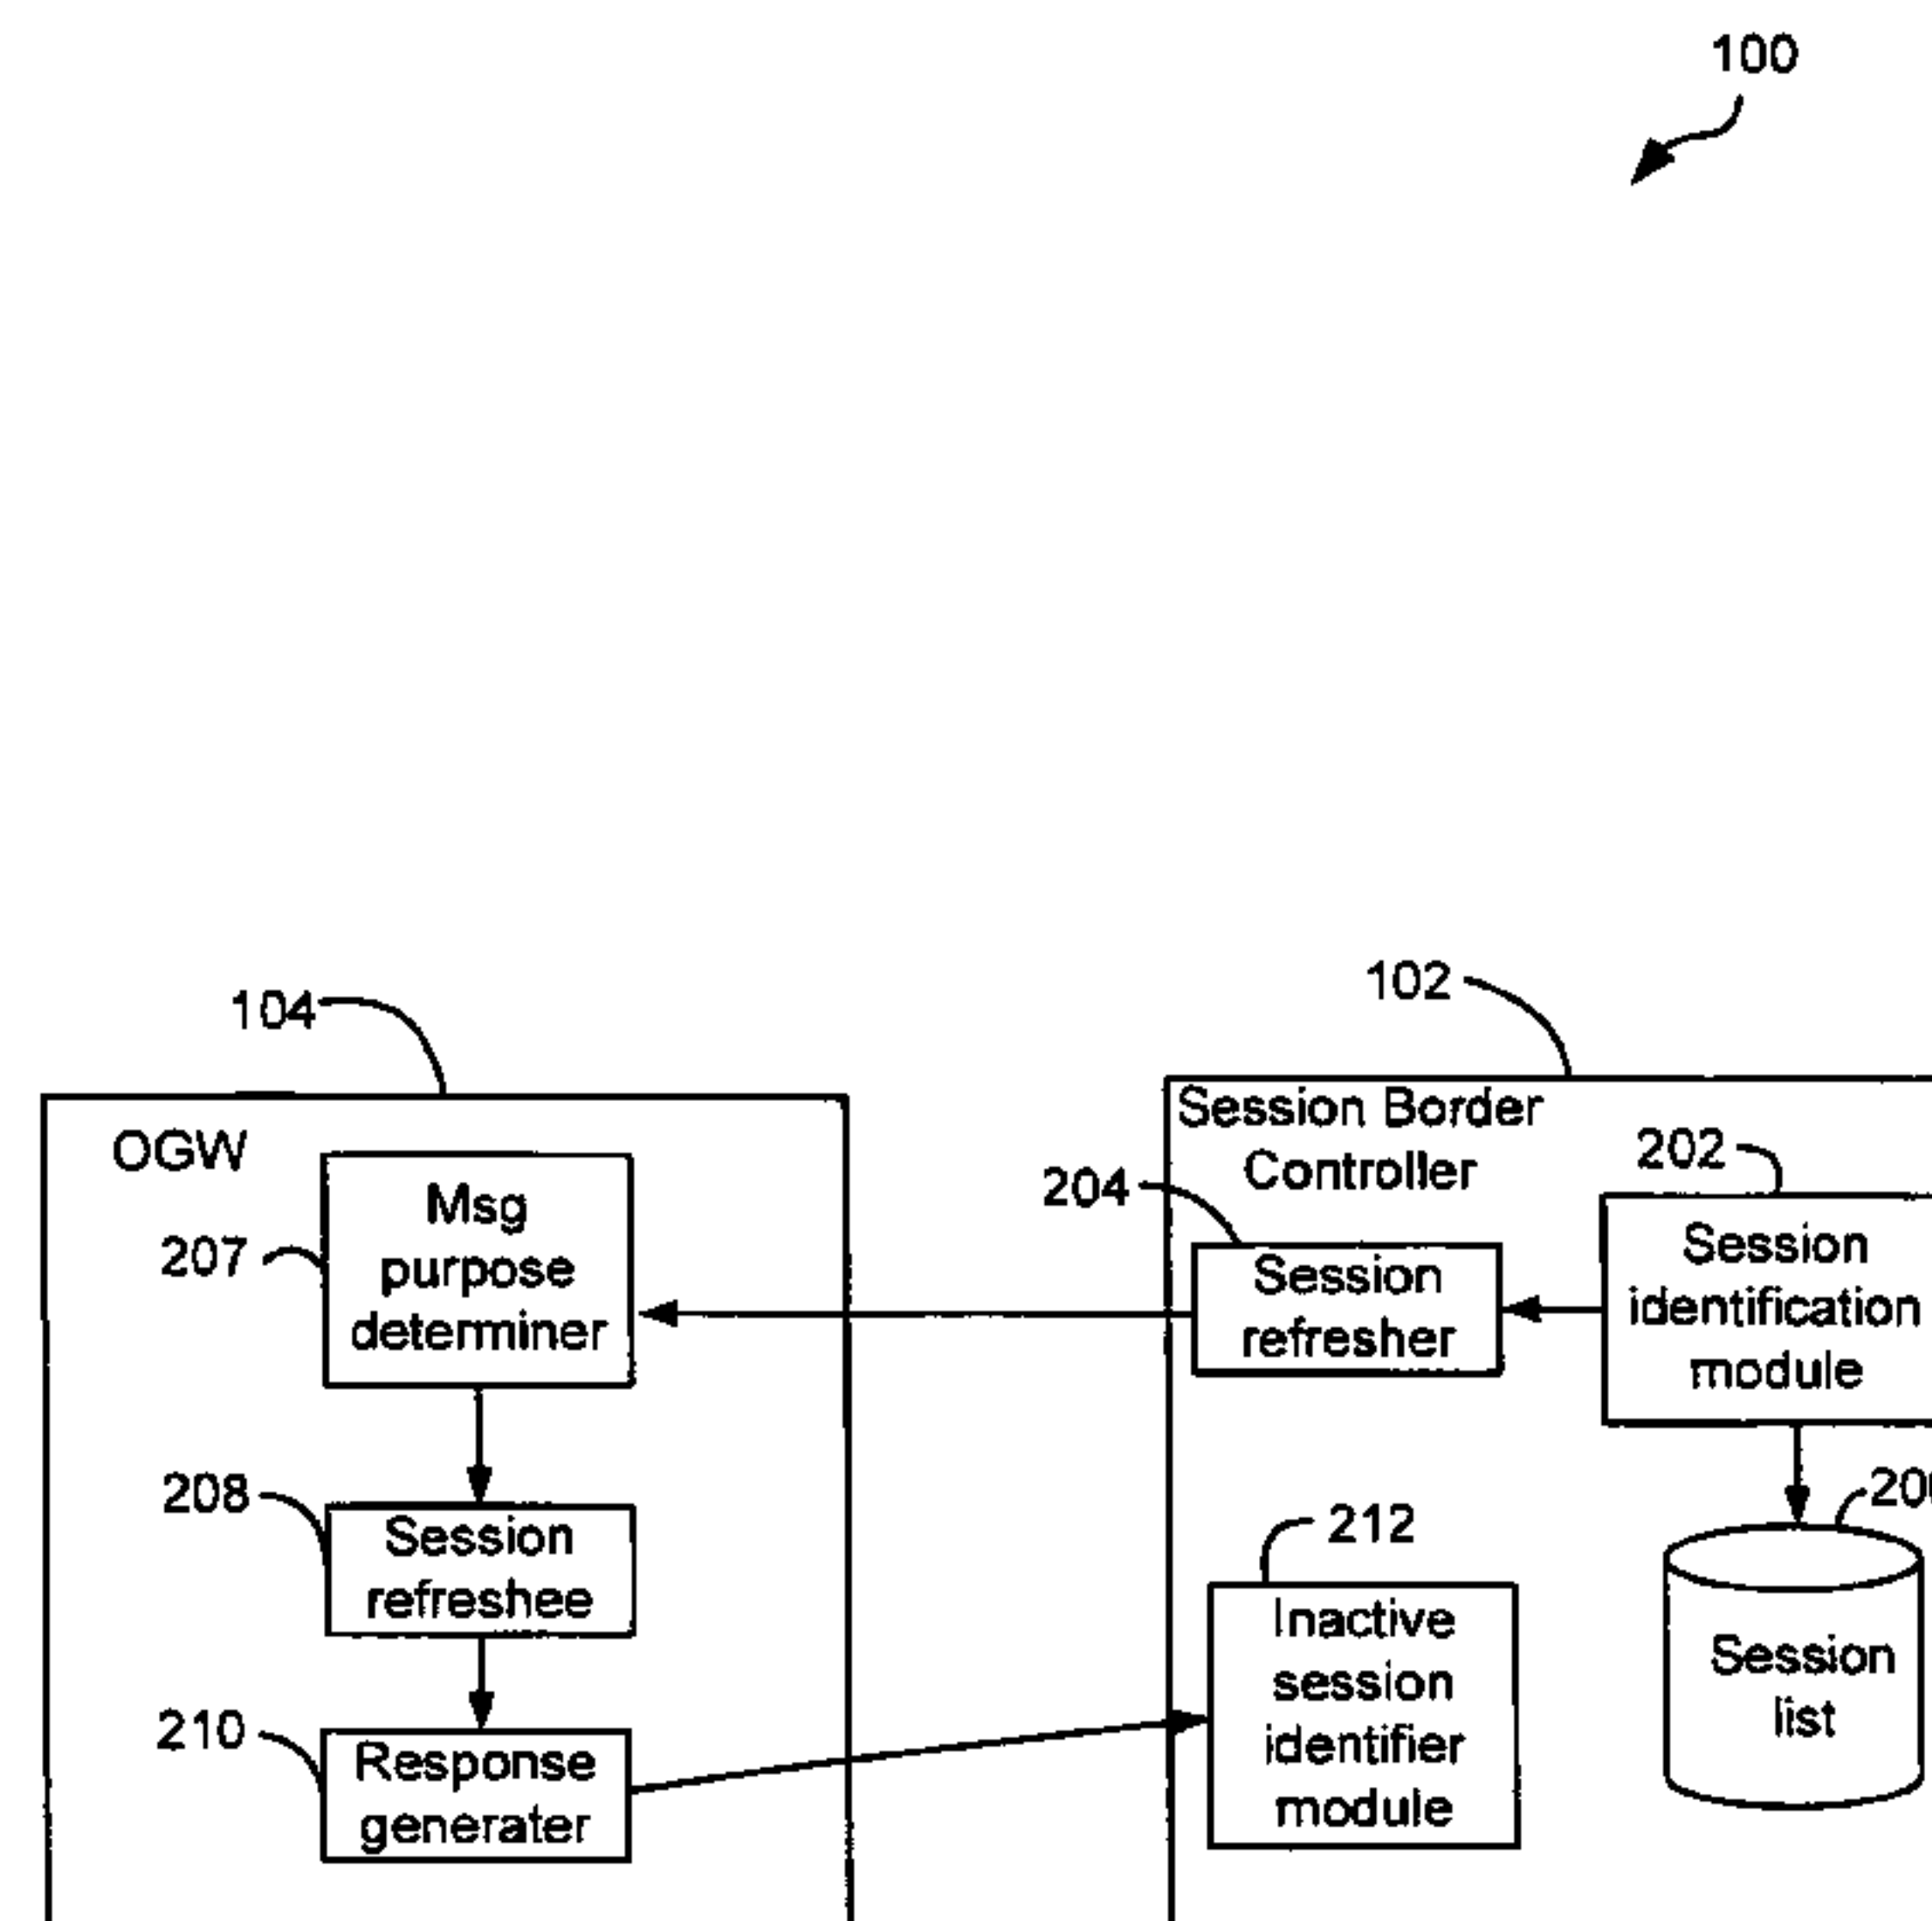 100
104
102
OGW
Session Border
Controller
202
204
Msg
purpose
determiner
207
Session
refresher
Session
identification
module
208
Session
refreshee
212
Inactive
session
identifier
module
Session
list
210
Response
generater